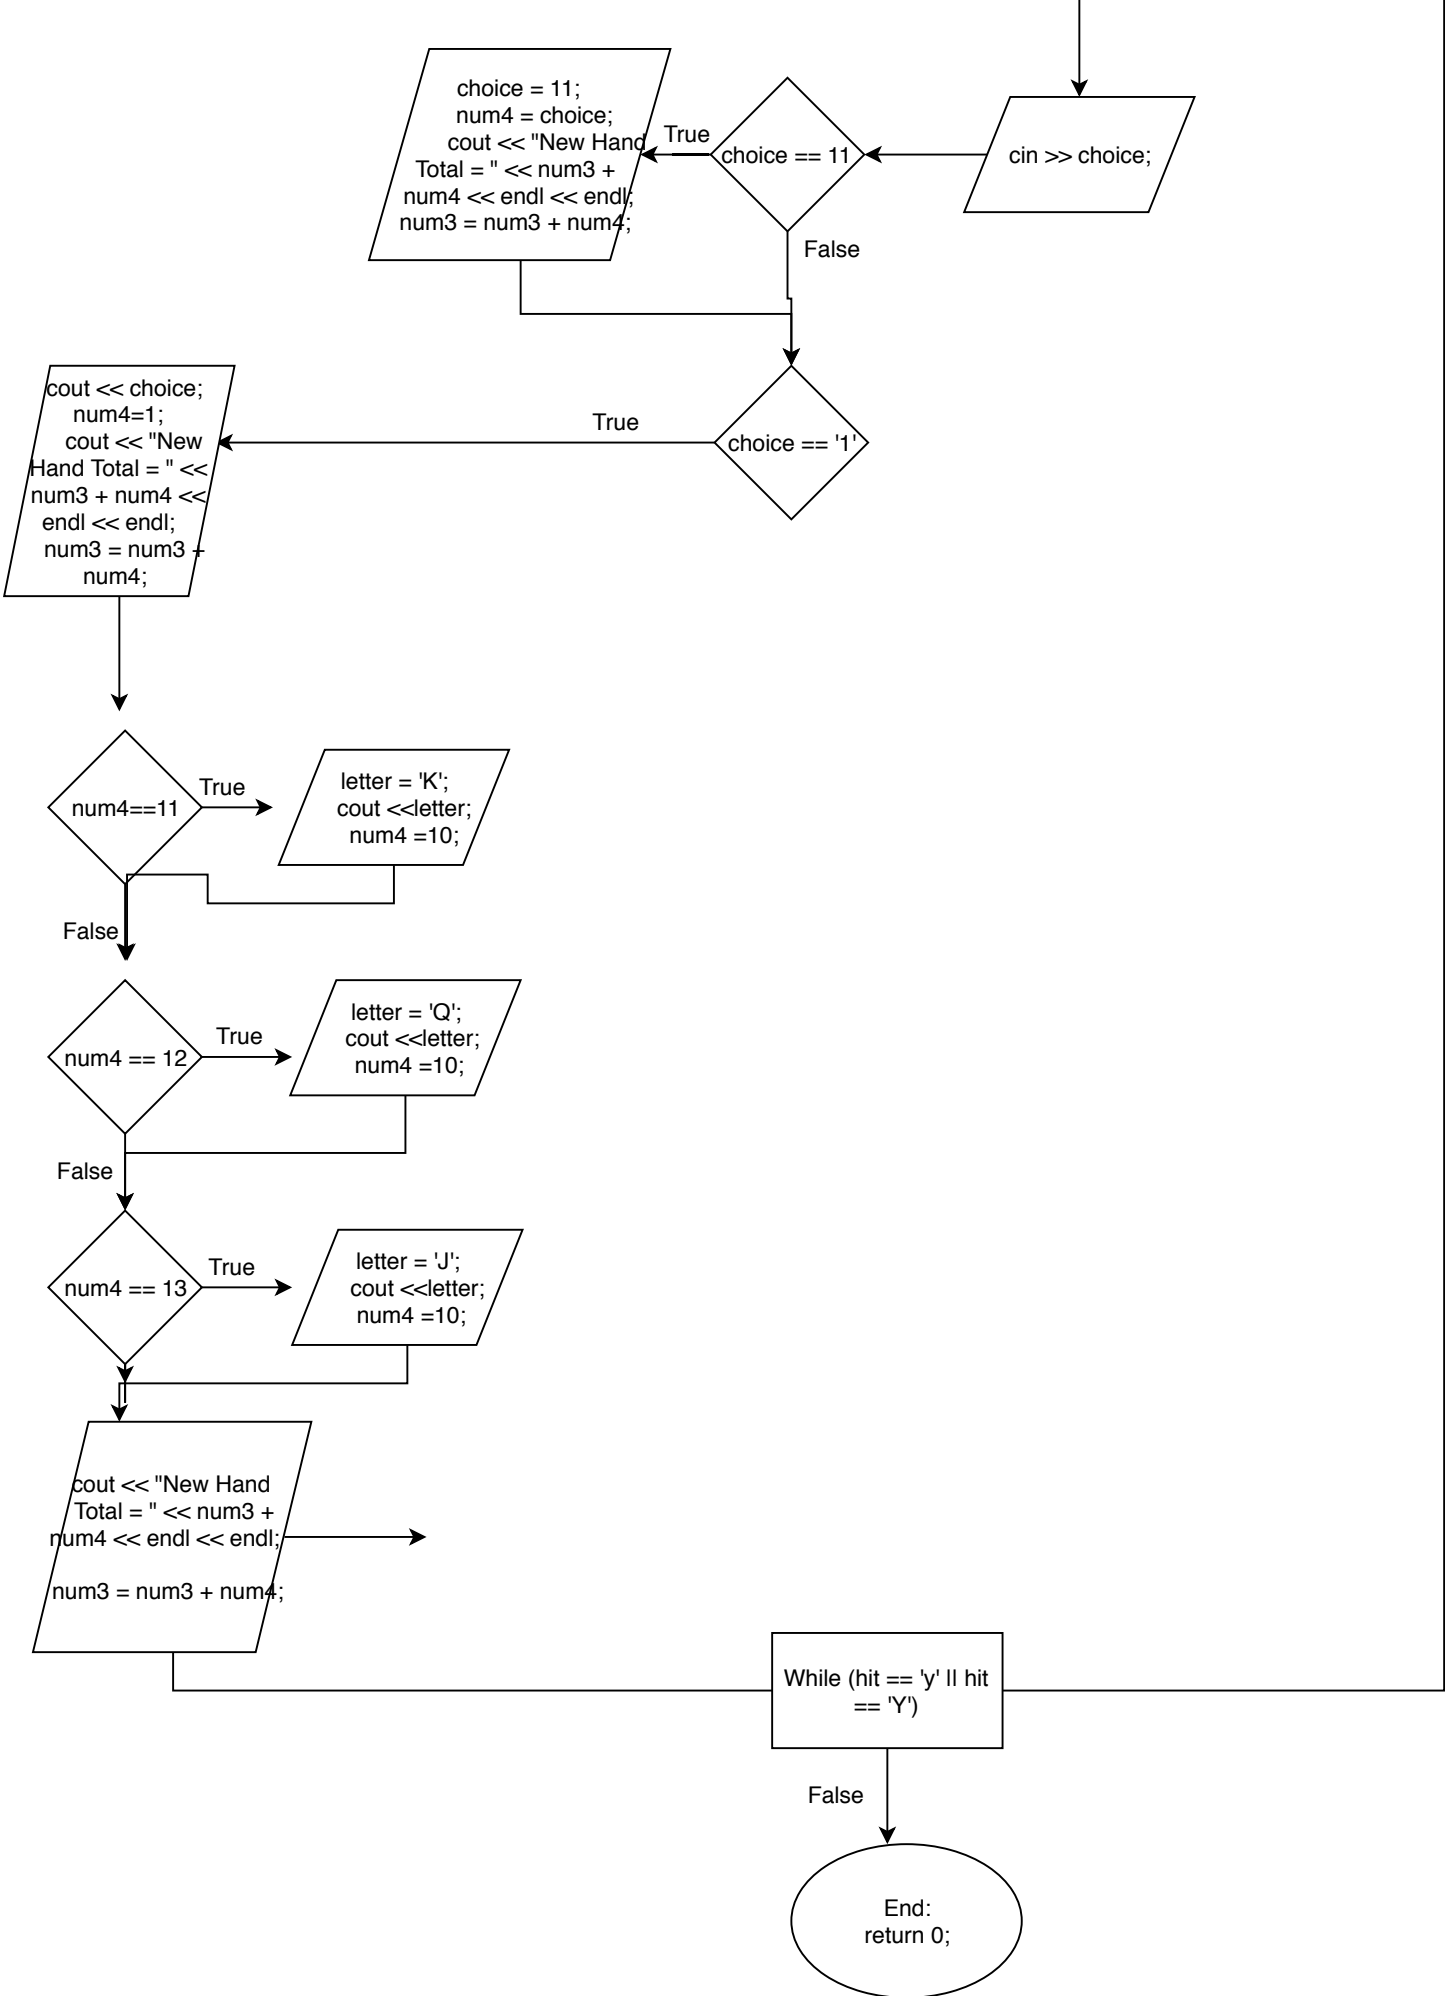 choice = 11;
num4 = choice;
cout << "New Hand
Total = " << num3 +
num4 << endl << endl;
num3 = num3 + num4;
True
choice == 11
cin >> choice;
False
cout << choice;
num4=1;
cout << "New
Hand Total = " <<
num3 + num4 <<
endl << endl;
num3 = num3 +
num4;
True
choice == '1'
num4==11
True
letter = 'K';
cout <<letter;
num4 =10;
False
num4 == 12
True
letter = 'Q';
cout <<letter;
num4 =10;
False
num4 == 13
True
letter = 'J';
cout <<letter;
num4 =10;
cout << "New Hand
Total = " << num3 +
num4 << endl << endl;
num3 = num3 + num4;
While (hit == 'y' || hit
== 'Y')
False
End:
return 0;